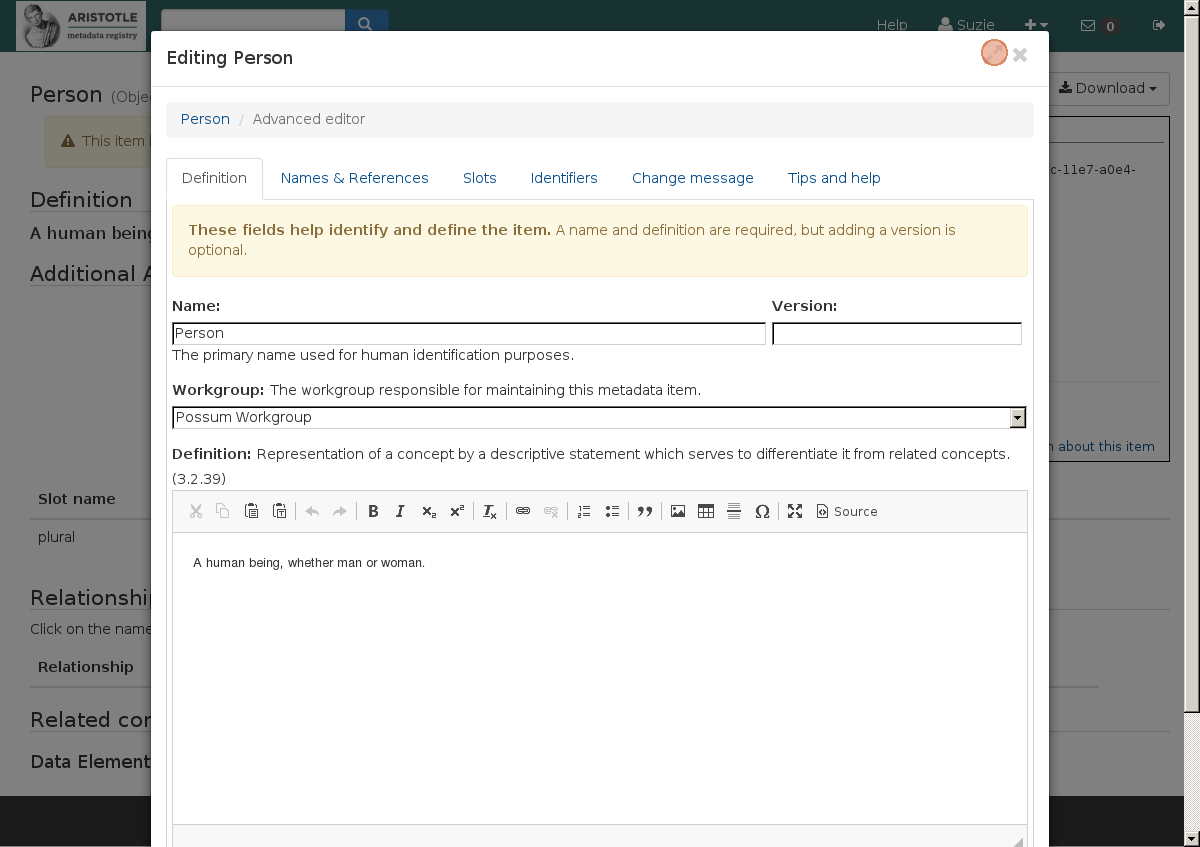 ARISTOTLE
metadata registry
Help
Suzie
0
Editing Person
Person (Obje
Download
This item i
Person / Advanced editor
Definition
Names & References
Slots
Identifiers
Change message
Tips and help
c-11e7-a0e4-
Definition
A human being
Additional A
These fields help identify and define the item. A name and definition are required, but adding a version is
optional.
Name:
Version:
Person
The primary name used for human identification purposes.
Workgroup: The workgroup responsible for maintaining this metadata item.
Possum Workgroup
Definition: Representation of a concept by a descriptive statement which serves to differentiate it from related concepts.
(3.2.39)
about this item
Source
A human being, whether man or woman.
Slot name
plural
Relationshi
Click on the name
Relationship
Related cor
Data Element